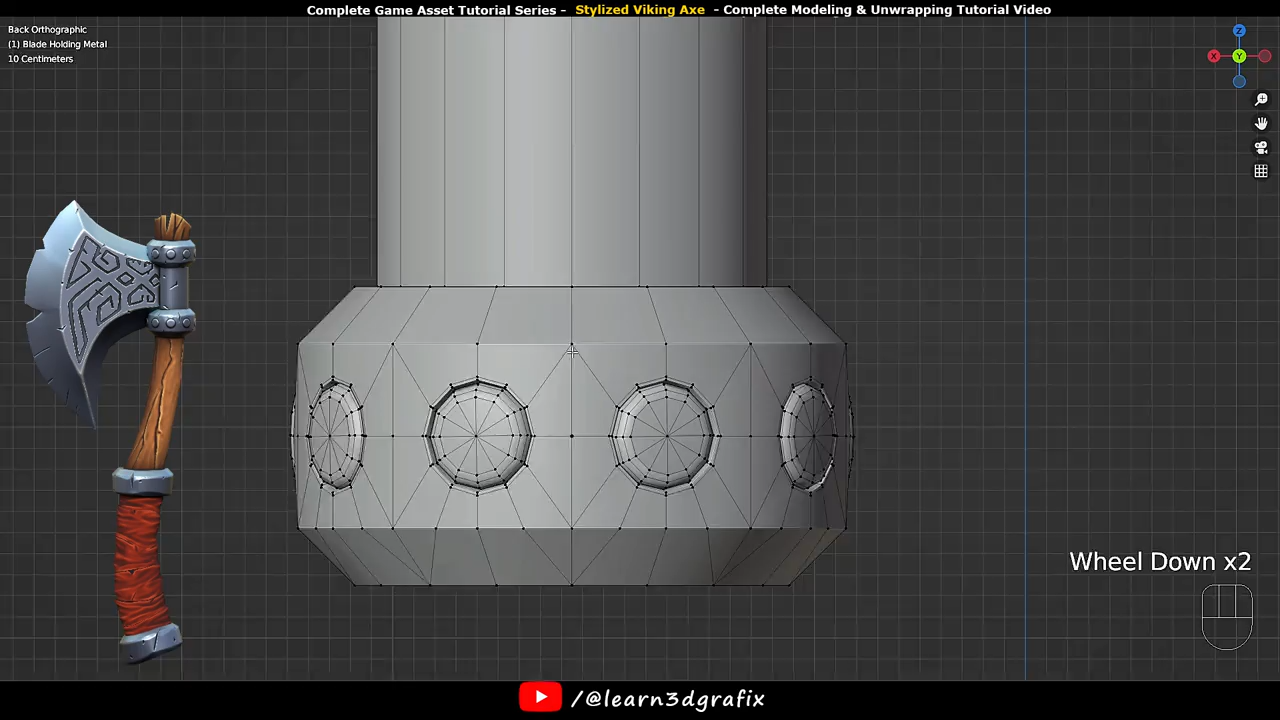 Complete Game Asset Tutorial Series - Stylized Viking Axe - Complete Modeling & Unwrapping Tutorial Video
Back Orthographic
(1) Blade Holding Metal
10 Centimeters
Z
X
Y
Wheel Down x2
/@learn3dgrafix